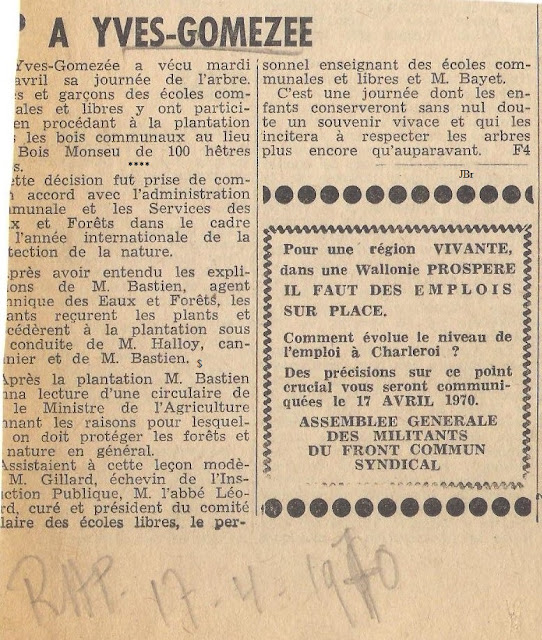 A YVES-GOMEZEE
Yves-Gomezée a vécu mardi
avril sa journée de l'arbre.
es et garçons des écoles com-
ales et libres y ont partici-
en procédant à la plantation
les bois communaux au lieu
Bois Monseu de 100 hêtres
s.
****
ette décision fut prise de com-
n accord avec l'administration
mmunale et les Services des
ux et Forêts dans le cadre
l'année internationale de la
tection de la nature.
après avoir entendu les expli-
ons de M. Bastien, agent
hnique des Eaux et Forêts, les
ants reçurent les plants et
cédèrent à la plantation sous
conduite de M. Halloy, can-
nier et de M. Bastien. s
Après la plantation M. Bastien
nna lecture d'une circulaire de
le Ministre de l'Agriculture
nnant les raisons pour lesquel-
on doit protéger les forêts et
nature en général.
Assistaient à cette leçon modè-
M. Gillard, échevin de l'Ins-
uction Publique, M. l'abbé Léo-
rd, curé et président du comité
laire des écoles libres, le per-
sonnel enseignant des écoles com-
munales et libres et M. Bayet.
C'est une journée dont les en-
fants conserveront sans nul dou-
te un souvenir vivace et qui les
incitera à respecter les arbres
plus encore qu'auparavant. F4
JBr
Pour une région VIVANTE,
dans une Wallonie PROSPERE
IL FAUT DES EMPLOIS
SUR PLACE.
Comment évolue le niveau de
l'emploi à Charleroi ?
Des précisions sur ce point
crucial vous seront communi-
quées le 17 AVRIL 1970.
ASSEMBLEE GENERALE
DES MILITANTS
DU FRONT COMMUN
SYNDICAL
RAP. 17-4-1970